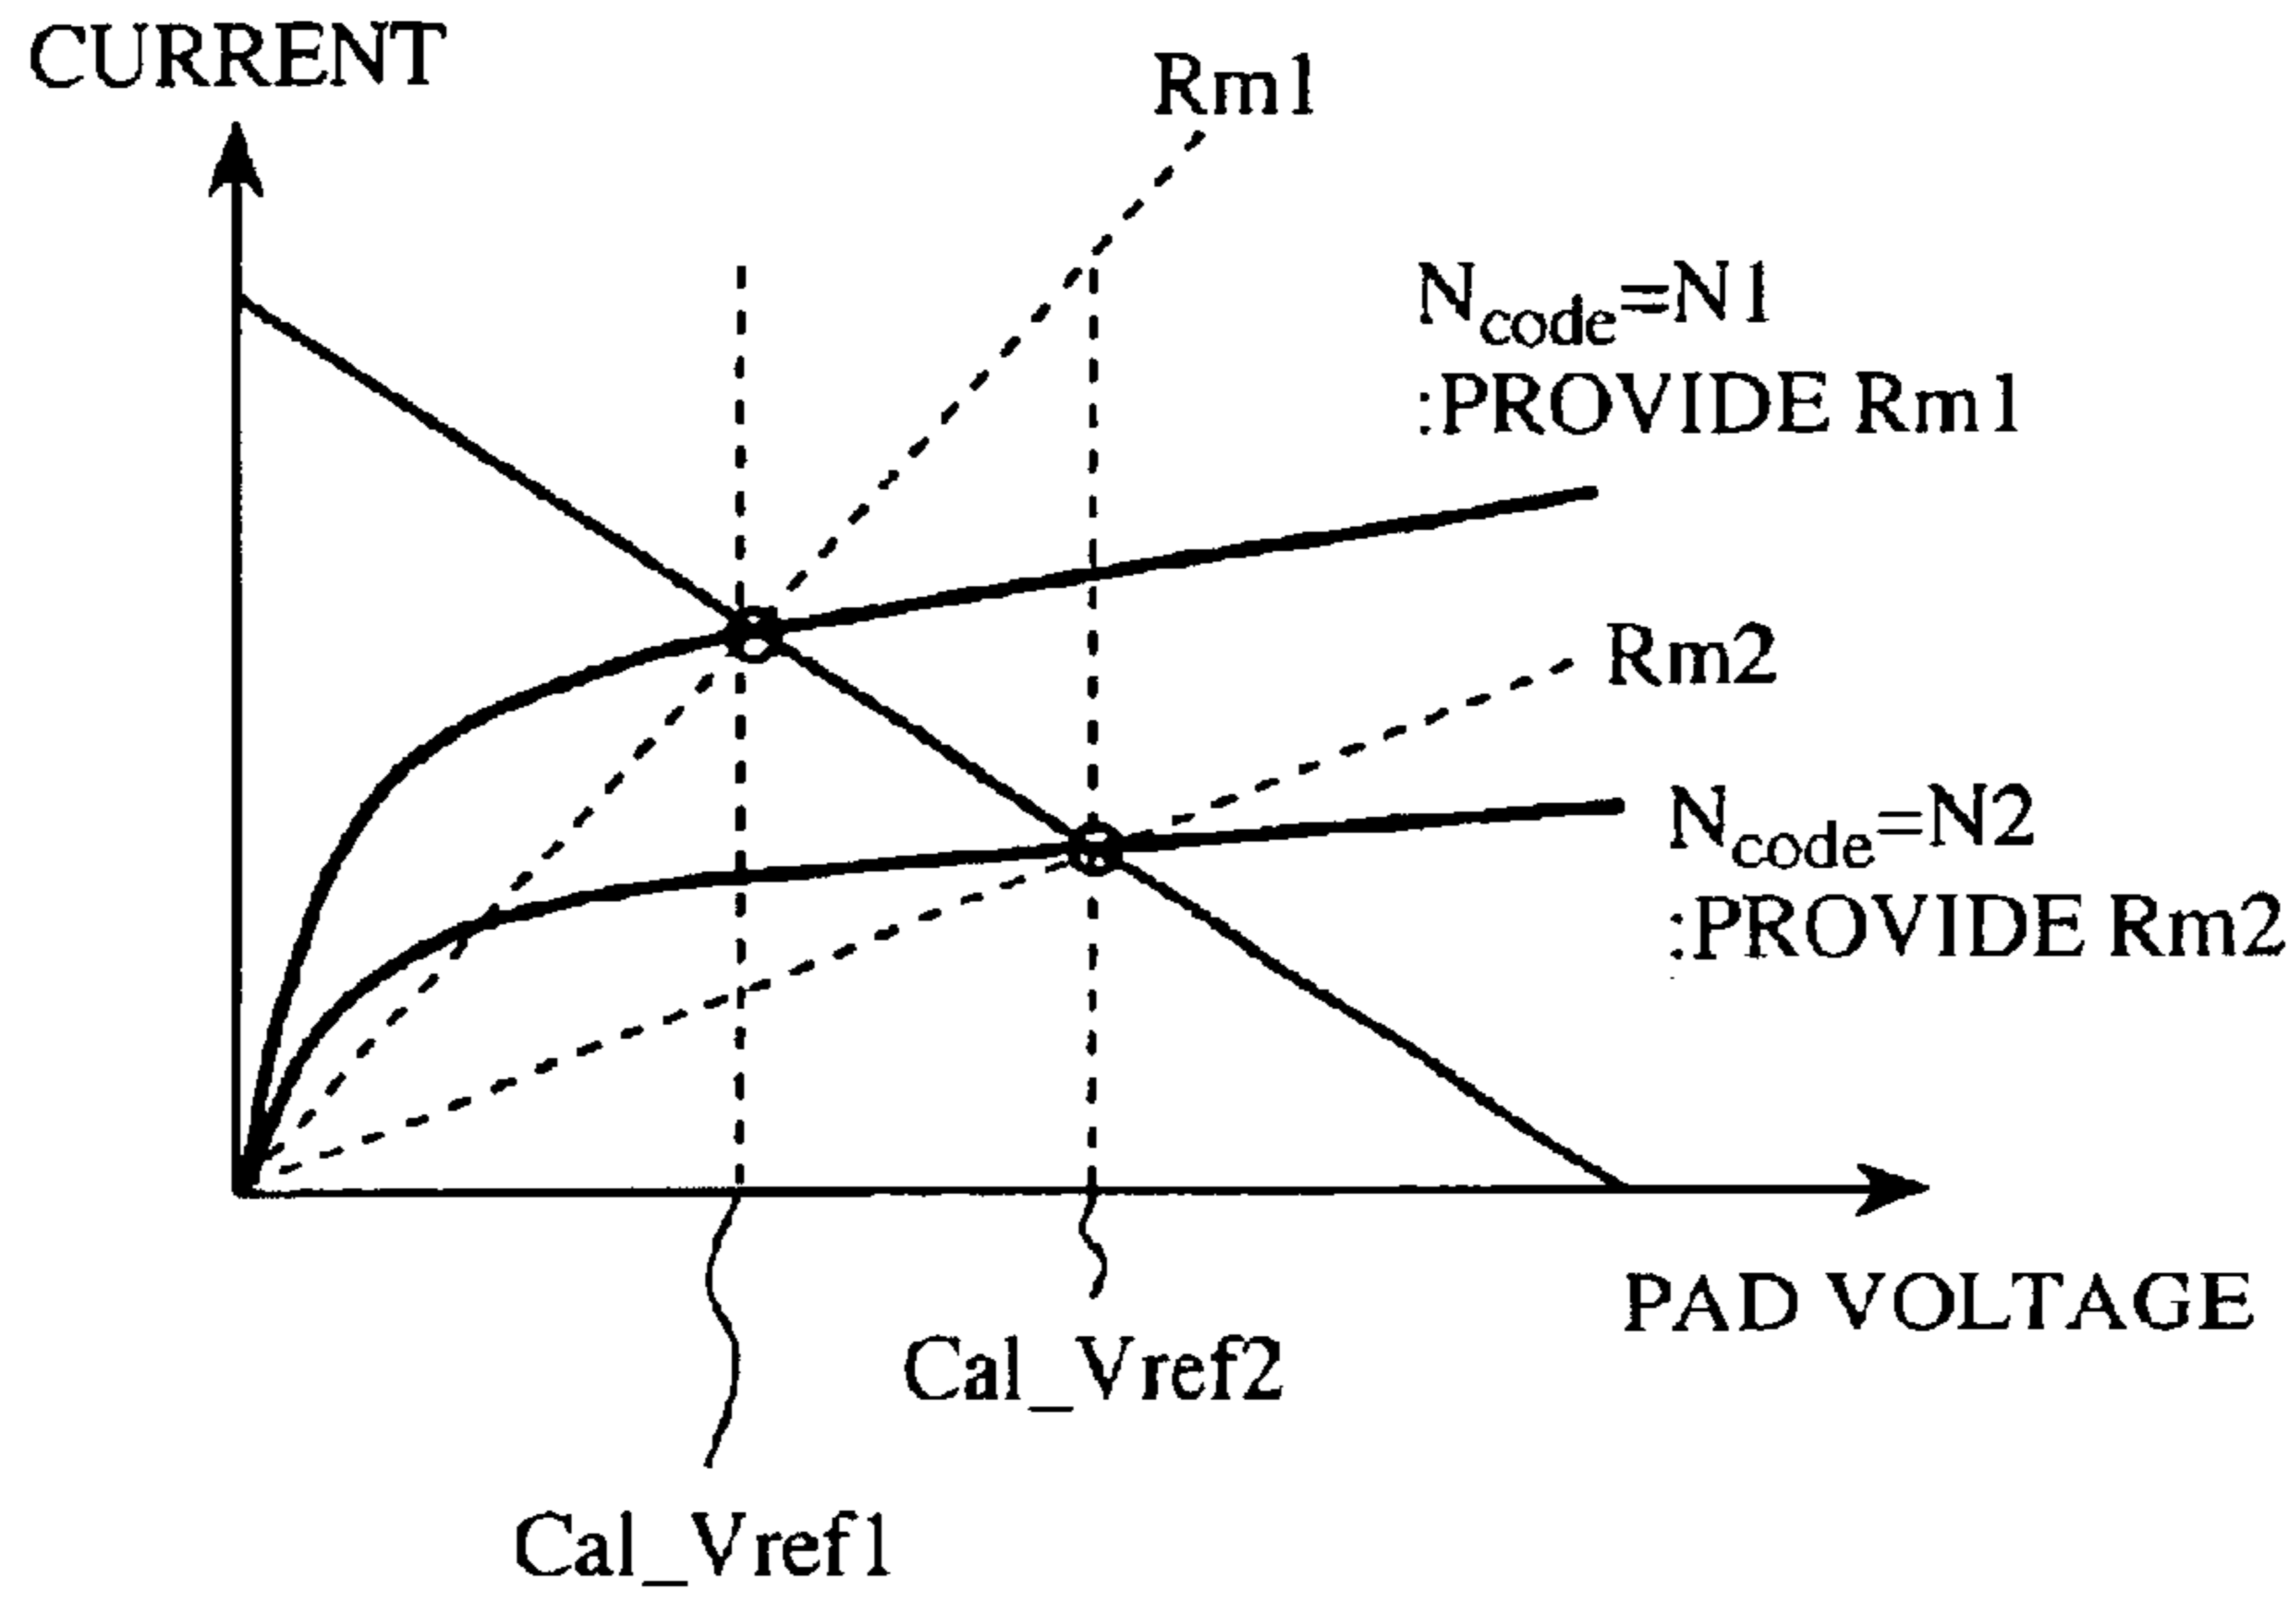 CURRENT
Rm1
Ncode=N1
:PROVIDE Rm1
Rm2
Ncode=N2
:PROVIDE Rm2
PAD VOLTAGE
Cal_Vref2
Cal_Vref1